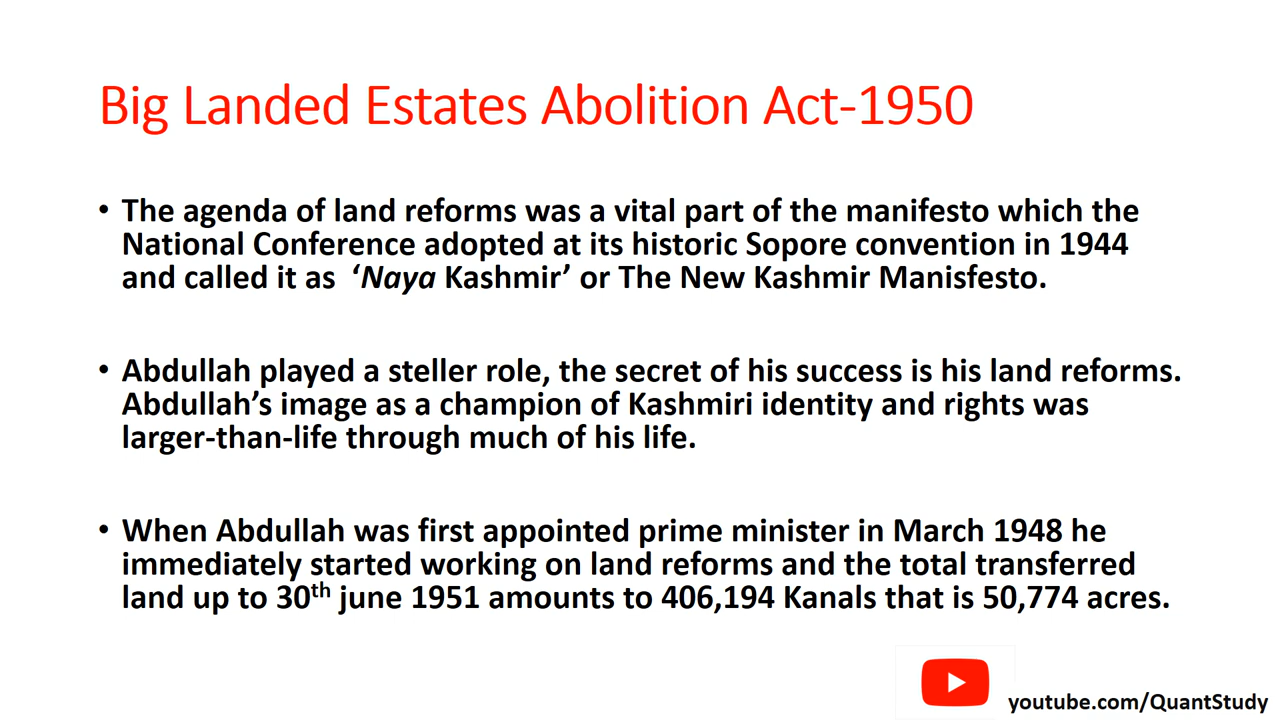 Big Landed Estates Abolition Act-1950
• The agenda of land reforms was a vital part of the manifesto which the
National Conference adopted at its historic Sopore convention in 1944
and called it as ‘Naya Kashmir’ or The New Kashmir Manisfesto.
• Abdullah played a steller role, the secret of his success is his land reforms.
Abdullah’s image as a champion of Kashmiri identity and rights was
larger-than-life through much of his life.
• When Abdullah was first appointed prime minister in March 1948 he
immediately started working on land reforms and the total transferred
land up to 30th june 1951 amounts to 406,194 Kanals that is 50,774 acres.
youtube.com/QuantStudy